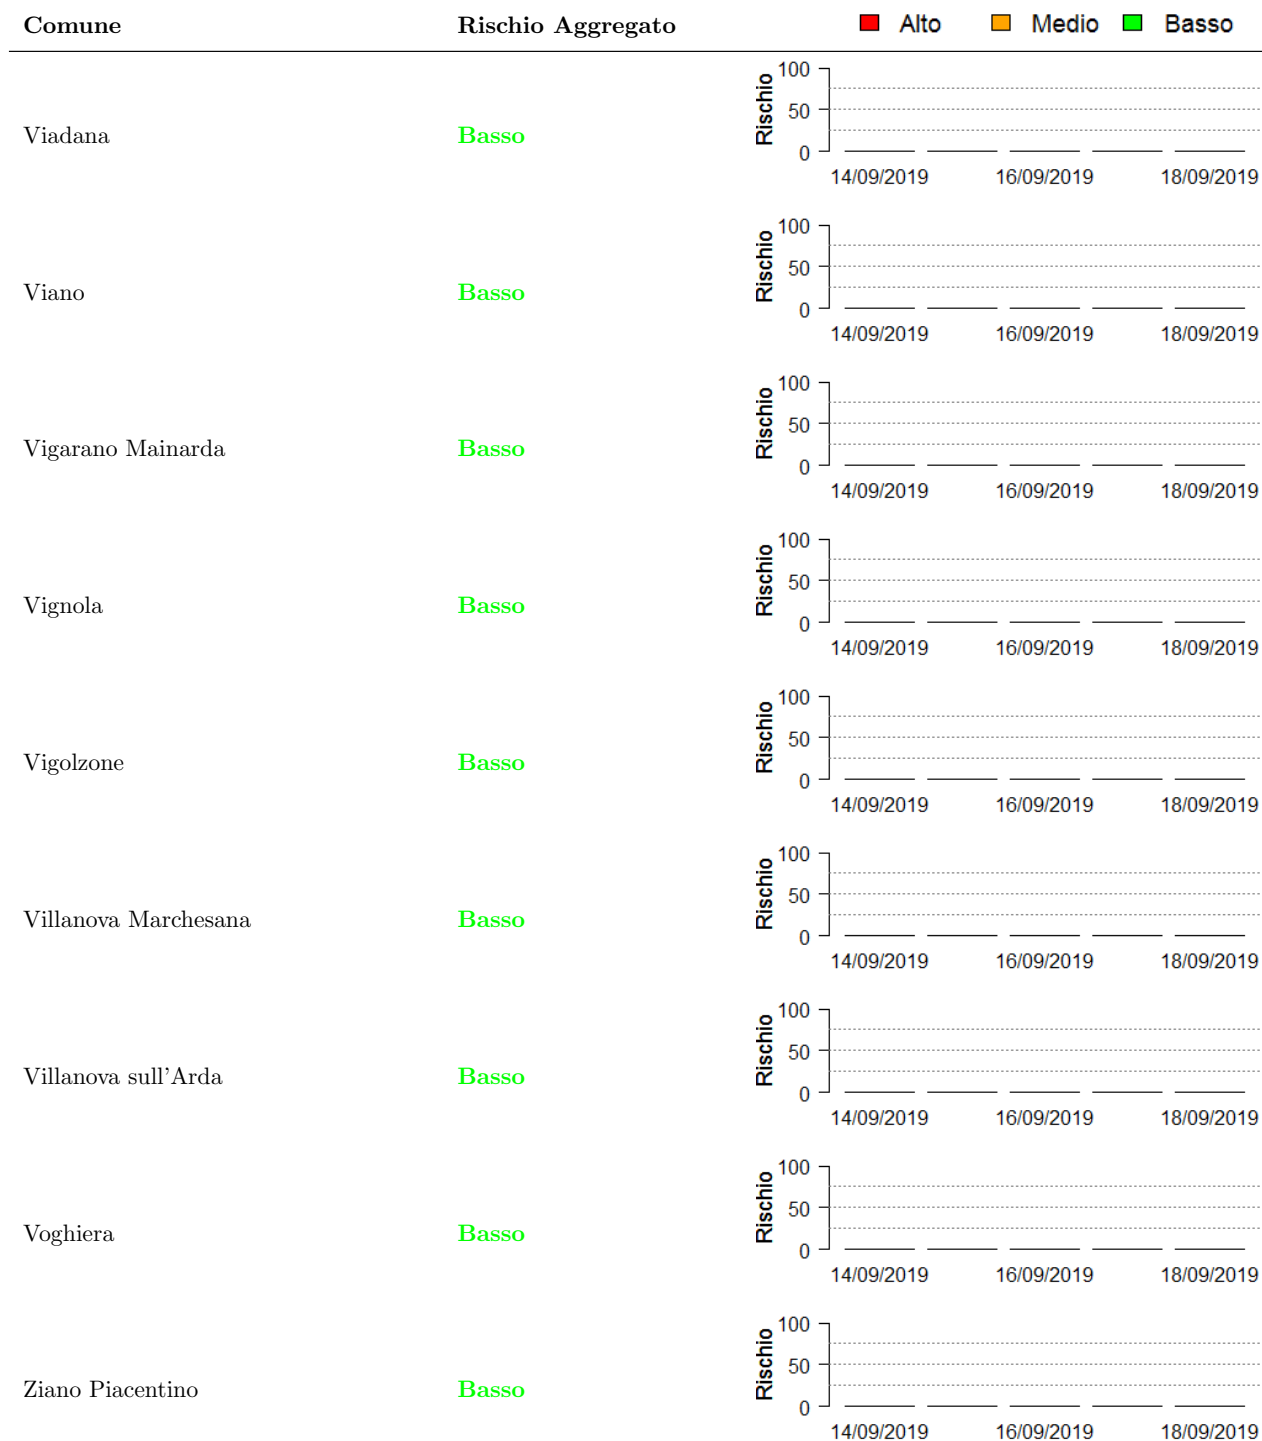 Comune Rischio Aggregato Alto Medio Basso
Viadana Basso
Rischio
100
50
0
14/09/2019 16/09/2019 18/09/2019
Viano Basso
Rischio
100
50
0
14/09/2019 16/09/2019 18/09/2019
Vigarano Mainarda Basso
Rischio
100
50
0
14/09/2019 16/09/2019 18/09/2019
Vignola Basso
Rischio
100
50
0
14/09/2019 16/09/2019 18/09/2019
Vigolzone Basso
Rischio
100
50
0
14/09/2019 16/09/2019 18/09/2019
Villanova Marchesana Basso
Rischio
100
50
0
14/09/2019 16/09/2019 18/09/2019
Villanova sull'Arda Basso
Rischio
100
50
0
14/09/2019 16/09/2019 18/09/2019
Voghiera Basso
Rischio
100
50
0
14/09/2019 16/09/2019 18/09/2019
Ziano Piacentino Basso
Rischio
100
50
0
14/09/2019 16/09/2019 18/09/2019